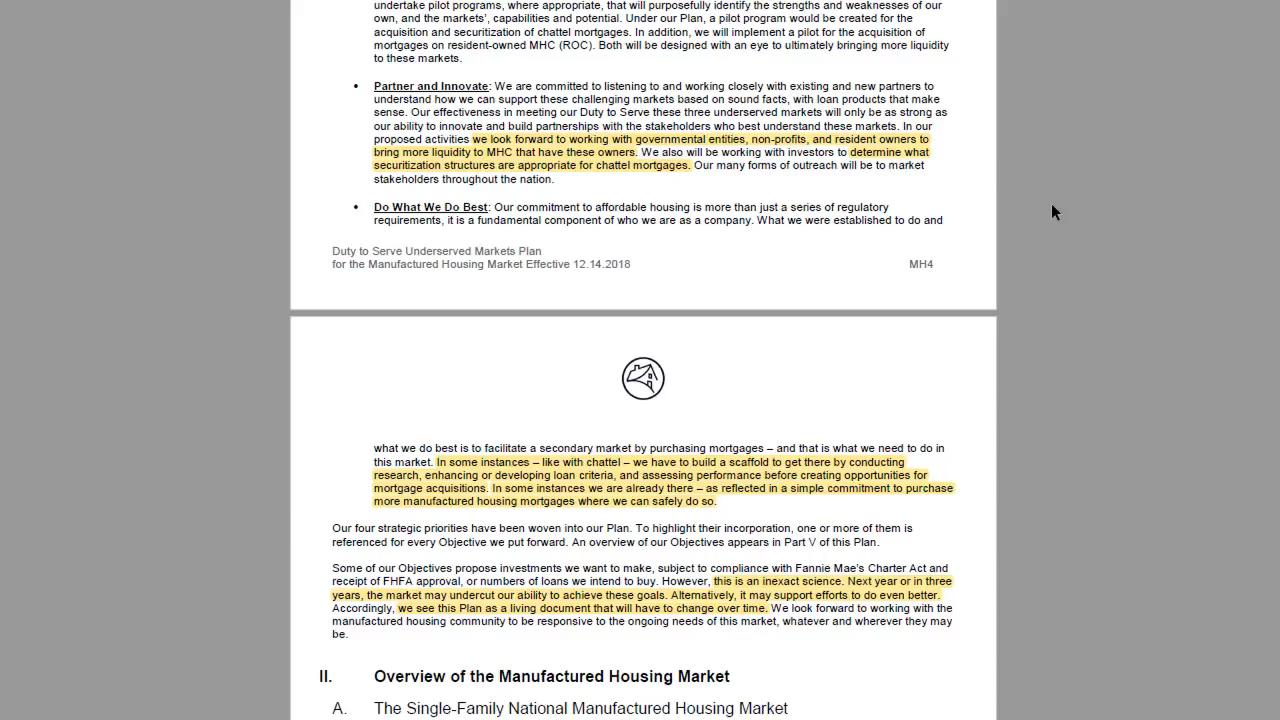 undertake pilot programs, where appropriate, that will purposefully identify the strengths and weaknesses of our
own, and the markets', capabilities and potential. Under our Plan, a pilot program would be created for the
acquisition and securitization of chattel mortgages. In addition, we will implement a pilot for the acquisition of
mortgages on resident-owned MHC (ROC). Both will be designed with an eye to ultimately bringing more liquidity
to these markets.
• Partner and Innovate: We are committed to listening to and working closely with existing and new partners to
understand how we can support these challenging markets based on sound facts, with loan products that make
sense. Our effectiveness in meeting our Duty to Serve these three underserved markets will only be as strong as
our ability to innovate and build partnerships with the stakeholders who best understand these markets. In our
proposed activities we look forward to working with governmental entities, non-profits, and resident owners to
bring more liquidity to MHC that have these owners. We also will be working with investors to determine what
securitization structures are appropriate for chattel mortgages. Our many forms of outreach will be to market
stakeholders throughout the nation.
• Do What We Do Best: Our commitment to affordable housing is more than just a series of regulatory
requirements, it is a fundamental component of who we are as a company. What we were established to do and
Duty to Serve Underserved Markets Plan
for the Manufactured Housing Market Effective 12.14.2018 MH4
what we do best is to facilitate a secondary market by purchasing mortgages – and that is what we need to do in
this market. In some instances – like with chattel – we have to build a scaffold to get there by conducting
research, enhancing or developing loan criteria, and assessing performance before creating opportunities for
mortgage acquisitions. In some instances we are already there – as reflected in a simple commitment to purchase
more manufactured housing mortgages where we can safely do so.
Our four strategic priorities have been woven into our Plan. To highlight their incorporation, one or more of them is
referenced for every Objective we put forward. An overview of our Objectives appears in Part V of this Plan.
Some of our Objectives propose investments we want to make, subject to compliance with Fannie Mae's Charter Act and
receipt of FHFA approval, or numbers of loans we intend to buy. However, this is an inexact science. Next year or in three
years, the market may undercut our ability to achieve these goals. Alternatively, it may support efforts to do even better.
Accordingly, we see this Plan as a living document that will have to change over time. We look forward to working with the
manufactured housing community to be responsive to the ongoing needs of this market, whatever and wherever they may
be.
II. Overview of the Manufactured Housing Market
A. The Single-Family National Manufactured Housing Market